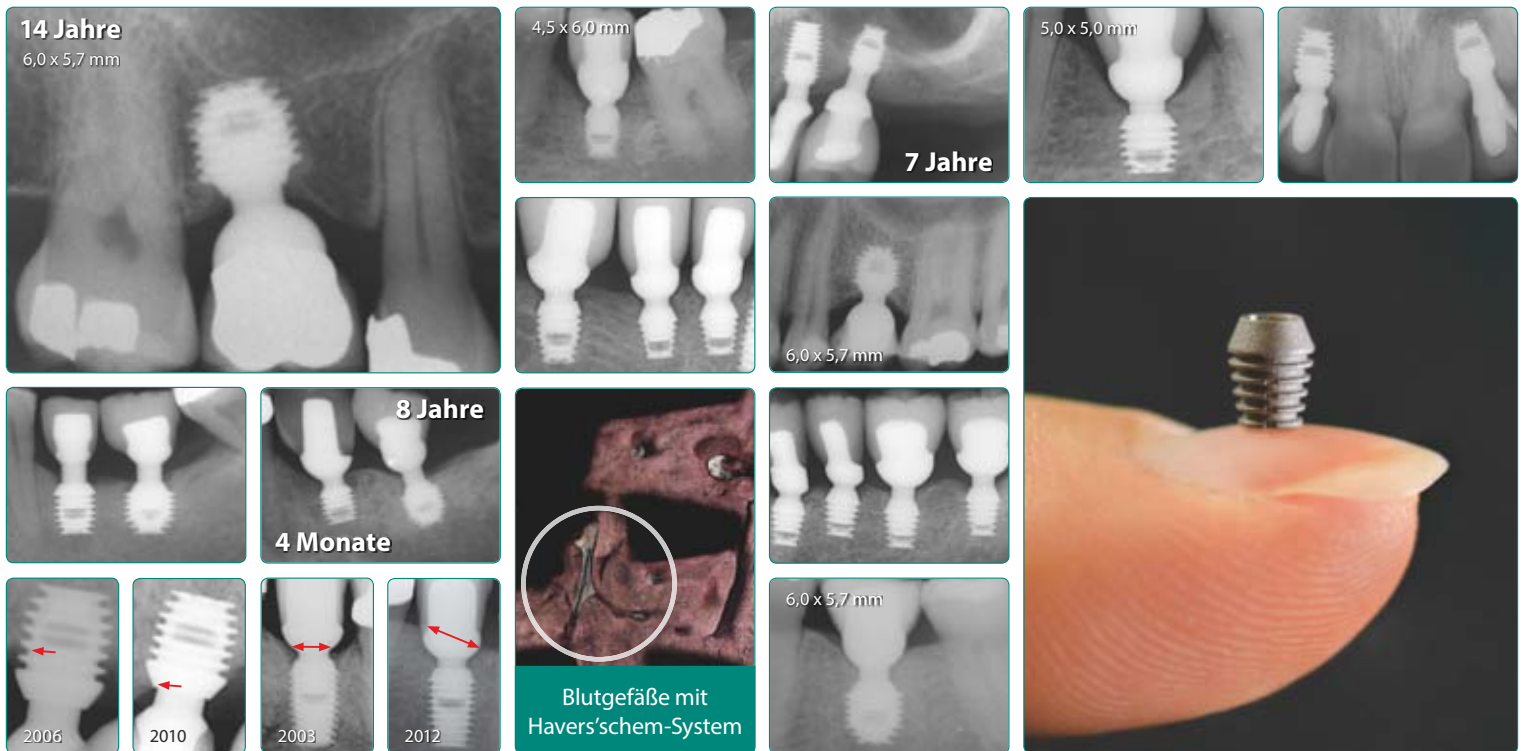 14 Jahre
6,0 x 5,7 mm
4,5 x 6,0 mm
7 Jahre
5,0 x 5,0 mm
6,0 x 5,7 mm
8 Jahre
4 Monate
2006
2010
2003
2012
Blutgefäße mit
Havers’schem-System
6,0 x 5,7 mm